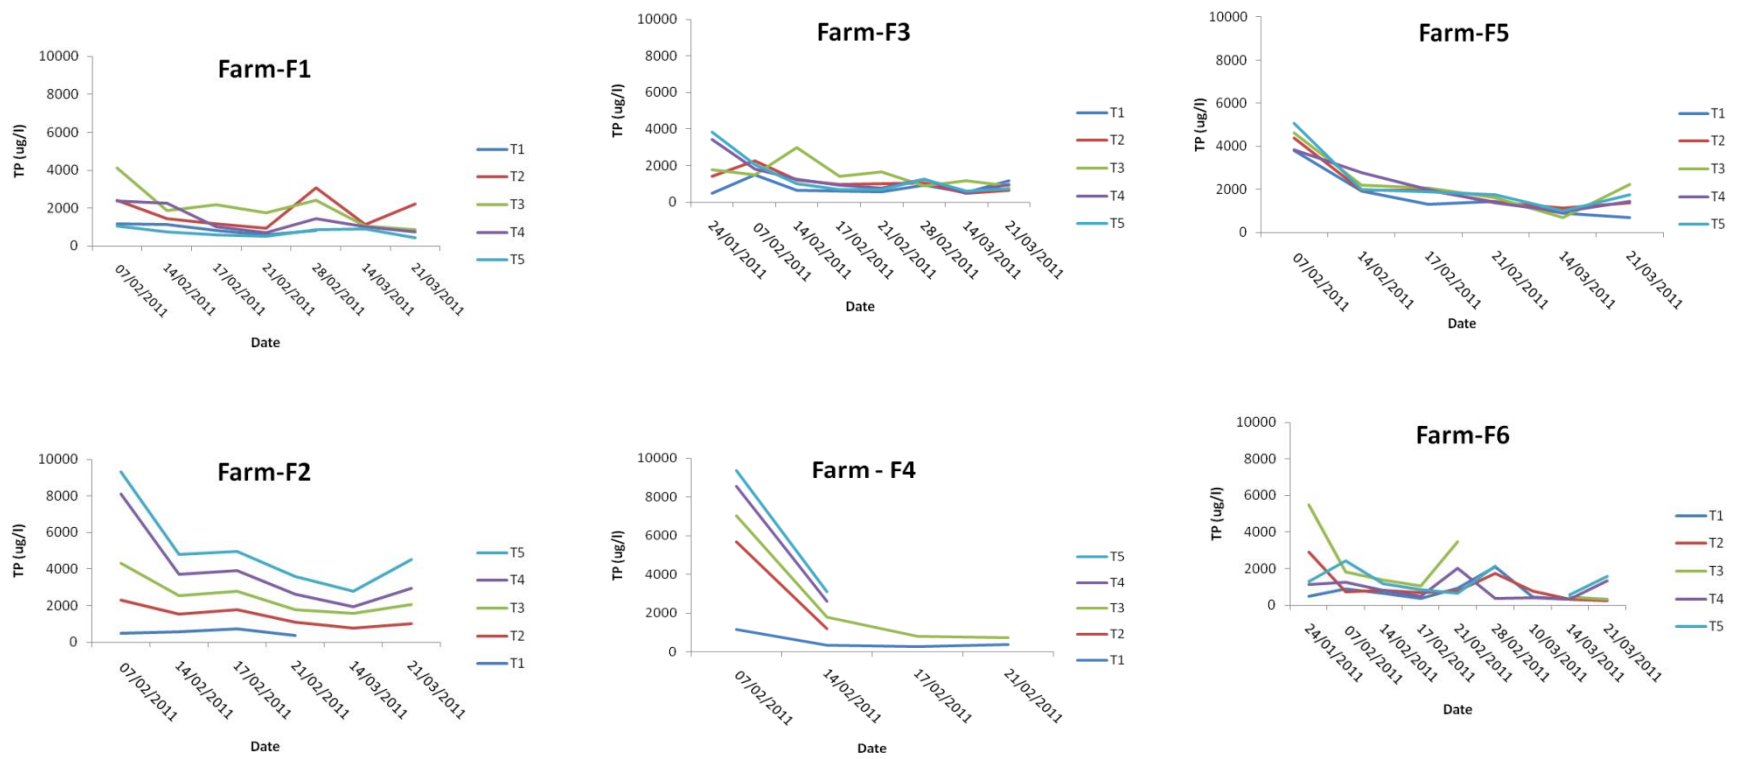 Farm-F1
TP (ug/l)
10000
8000
6000
4000
2000
0
07/02/2011
14/02/2011
17/02/2011
21/02/2011
28/02/2011
14/03/2011
21/03/2011
Date
T1
T2
T3
T4
T5
Farm-F3
TP (ug/l)
10000
8000
6000
4000
2000
0
24/01/2011
07/02/2011
14/02/2011
17/02/2011
21/02/2011
28/02/2011
14/03/2011
21/03/2011
Date
T1
T2
T3
T4
T5
Farm-F5
TP (ug/l)
10000
8000
6000
4000
2000
0
07/02/2011
14/02/2011
17/02/2011
21/02/2011
14/03/2011
21/03/2011
Date
T1
T2
T3
T4
T5
Farm-F2
TP (ug/l)
10000
8000
6000
4000
2000
0
07/02/2011
14/02/2011
17/02/2011
21/02/2011
14/03/2011
21/03/2011
Date
T5
T4
T3
T2
T1
Farm - F4
TP (ug/l)
10000
8000
6000
4000
2000
0
07/02/2011
14/02/2011
17/02/2011
21/02/2011
Date
T5
T4
T3
T2
T1
Farm-F6
TP (ug/l)
10000
8000
6000
4000
2000
0
24/01/2011
07/02/2011
14/02/2011
17/02/2011
21/02/2011
28/02/2011
10/03/2011
14/03/2011
21/03/2011
Date
T1
T2
T3
T4
T5